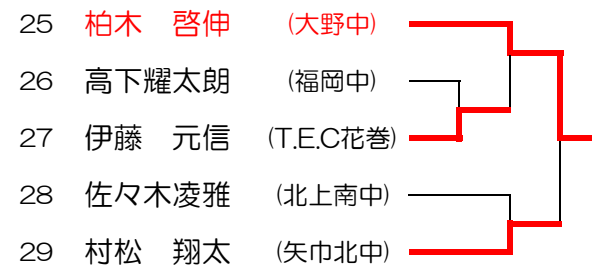 25 柏木　啓伸 (大野中)
26 高下耀太朗 (福岡中)
27 伊藤　元信 (T.E.C花巻)
28 佐々木凌雅 (北上南中)
29 村松　翔太 (矢巾北中)